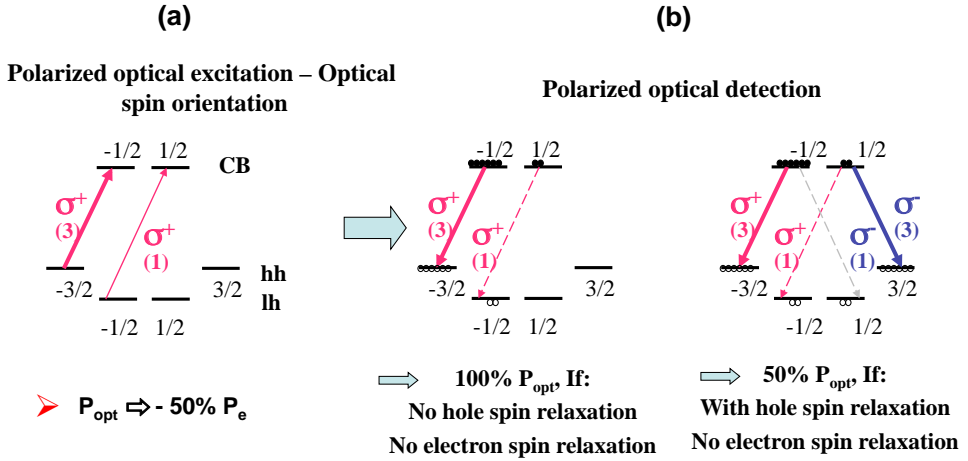 (a)
Polarized optical excitation – Optical
spin orientation
-1/2 1/2
CB
σ+
(3)
σ+
(1)
hh
-3/2 3/2
lh
-1/2 1/2
➢ Popt ⇨ - 50% Pe
(b)
Polarized optical detection
-1/2 1/2
σ+
(3)
σ+
(1)
-3/2 3/2
-1/2 1/2
100% Popt, If:
No hole spin relaxation
No electron spin relaxation
-1/2 1/2
σ+
(3)
σ+
(1)
σ-
(1)
σ-
(3)
-3/2 3/2
-1/2 1/2
50% Popt, If:
With hole spin relaxation
No electron spin relaxation